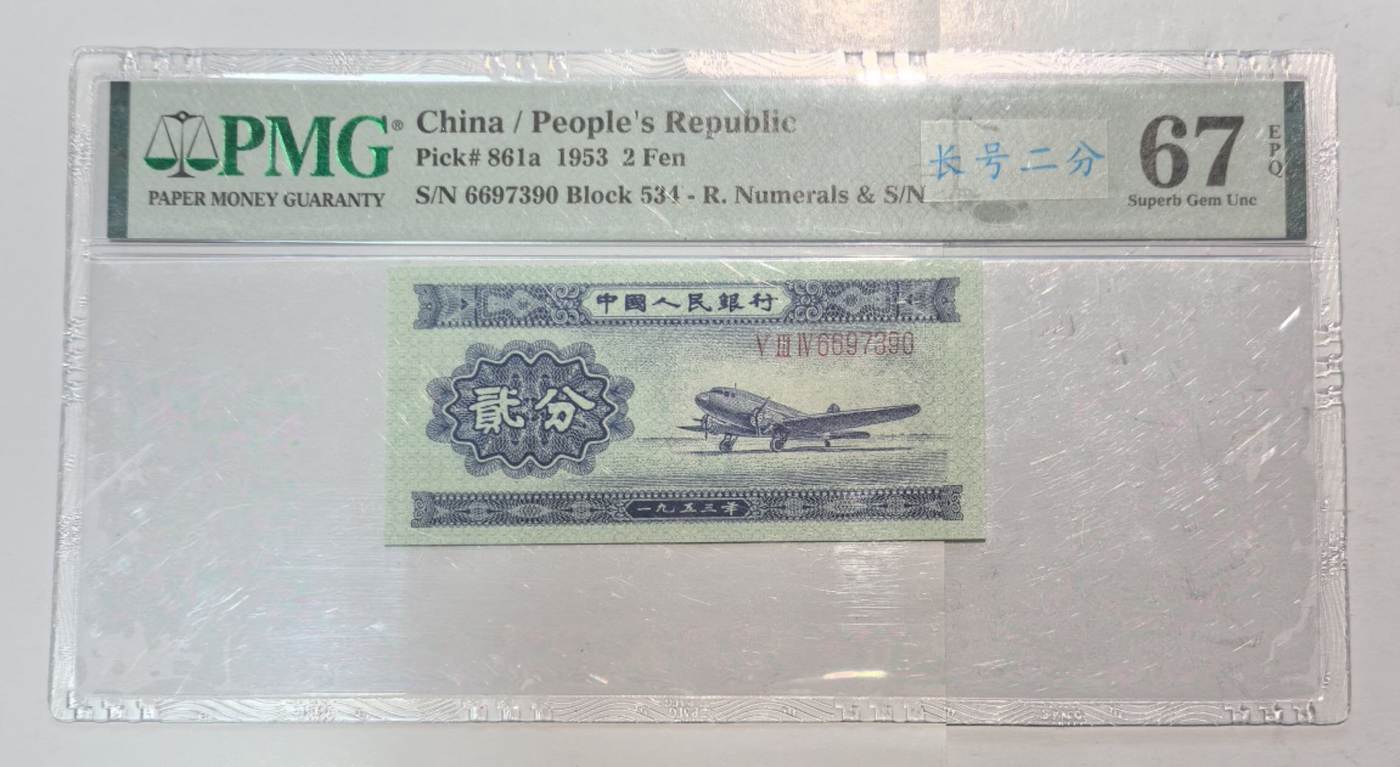 PMG®
PAPER MONEY GUARANTY
China / People's Republic
Pick# 861a 1953 2 Fen
S/N 6697390 Block 534 - R. Numerals & S/N
长号二分
67
EPQ
Superb Gem Unc
中國人民銀行
V III IV 6697390
貳分
一九五三年